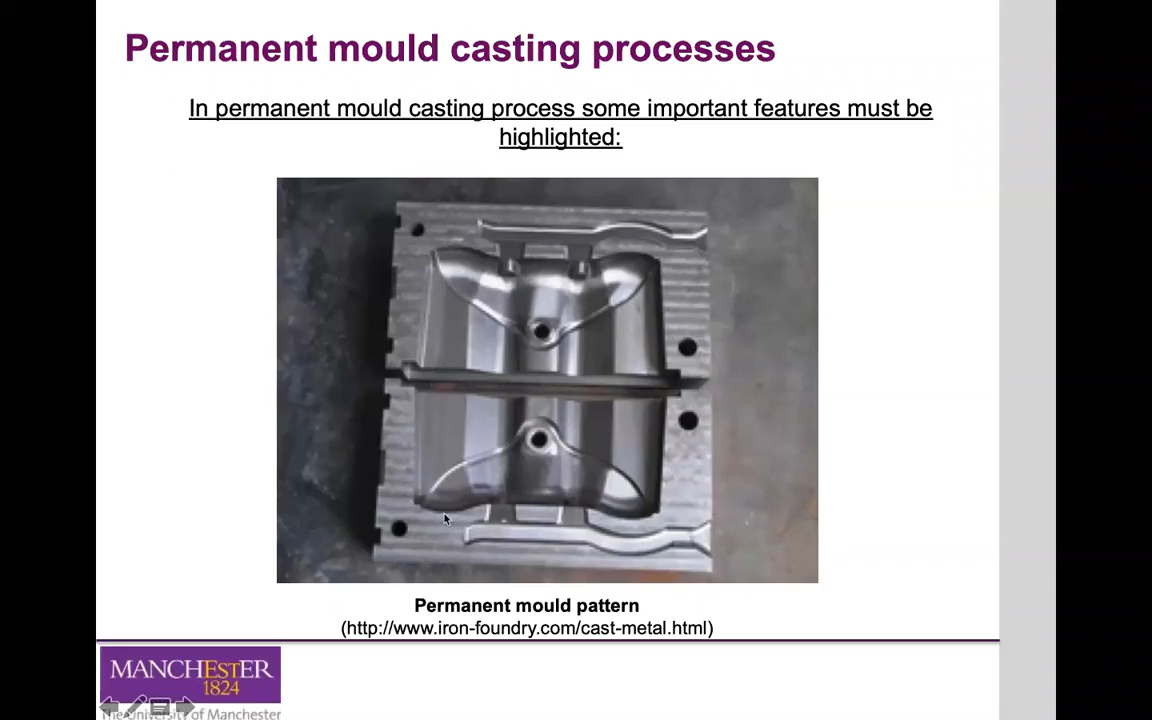 Permanent mould casting processes
In permanent mould casting process some important features must be
highlighted:
Permanent mould pattern
(http://www.iron-foundry.com/cast-metal.html)
MANCHESTER
1824
The University of Manchester